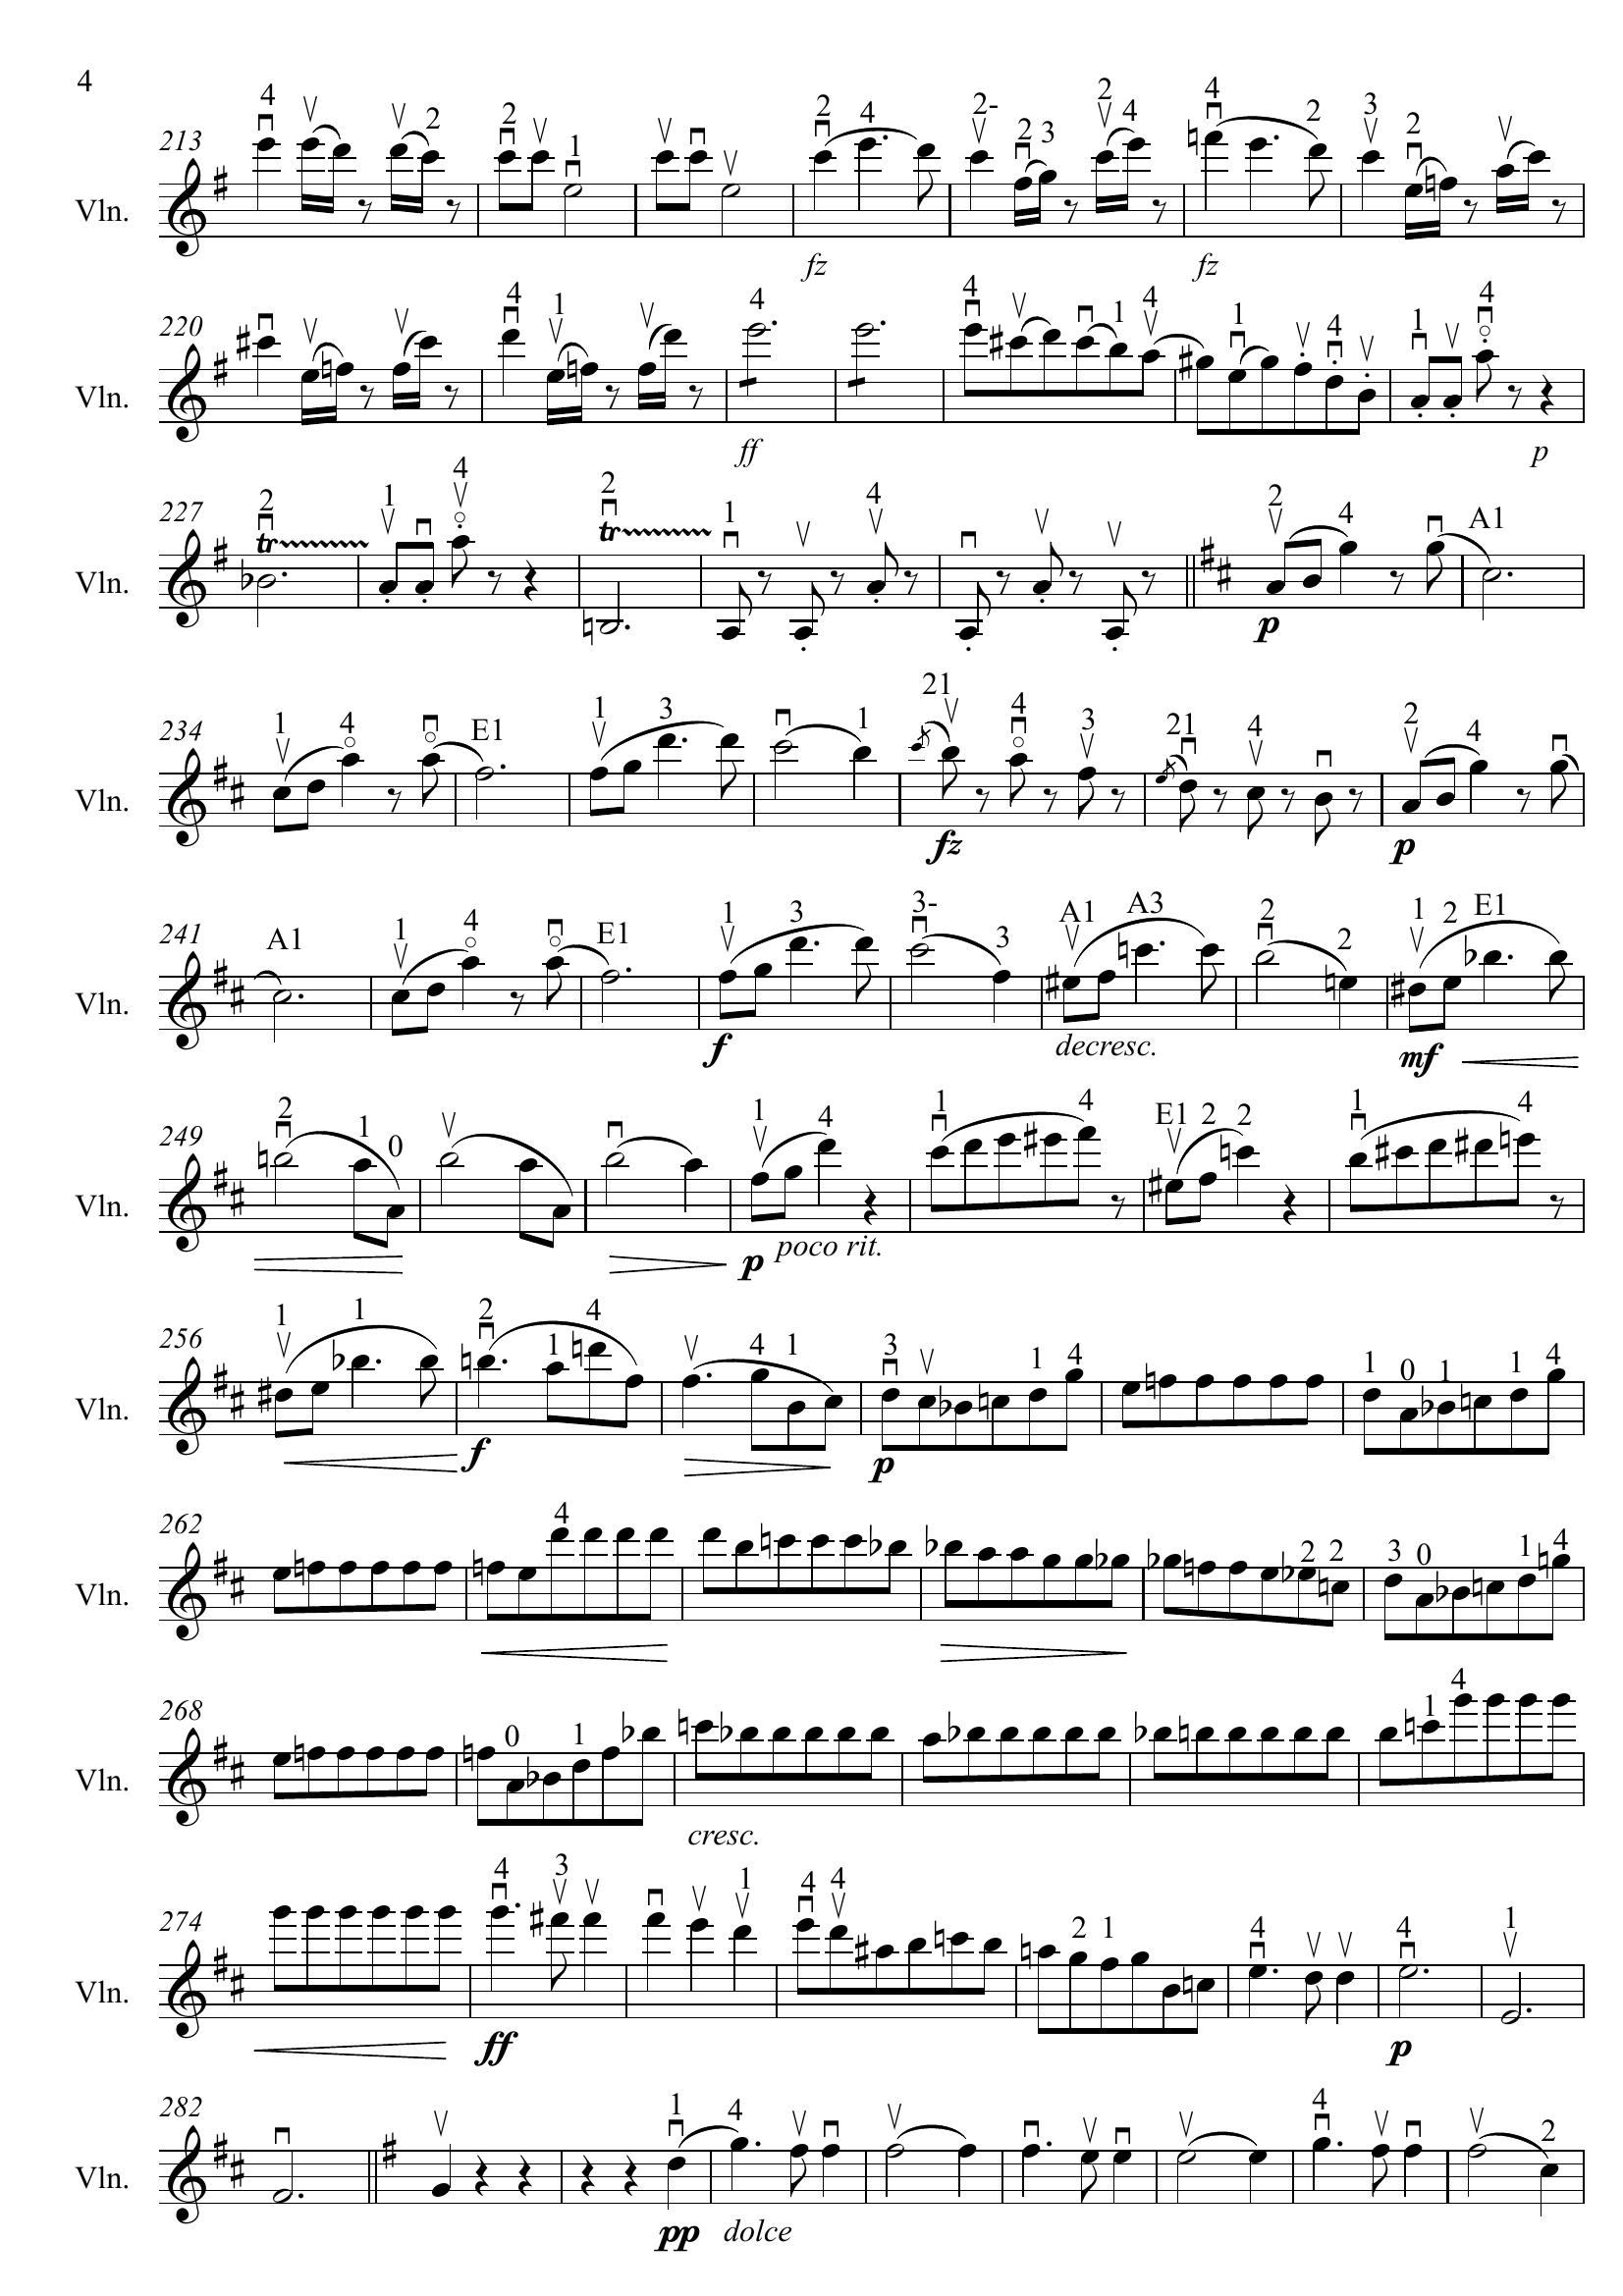 4
4 2 2 1 2 4 2- 2 3 2 4 4 2 3 2
213
Vln.
fz fz
4 1 4 4 1 4 1 4 1 4
220
Vln.
ff p
2 1 4 2 1 4 2 4 A1
227
tr tr
Vln.
p
1 4 E1 1 3 1 21 4 3 21 4 2 4
234
Vln.
fz p
A1 1 4 E1 1 3 3- 3 A1 A3 2 2 1 2 E1
241
Vln.
f decresc. mf
2 1 0 1 4 1 4 E1 2 2 1 4
249
Vln.
p poco rit.
1 1 2 1 4 4 1 3 1 4 1 0 1 1 4
256
Vln.
f p
4 2 2 3 0 1 4
262
Vln.
0 1 1 4
268
Vln.
cresc.
4 3 1 4 4 2 1 4 4 1
274
Vln.
ff p
1 4 4 2
282
Vln.
pp dolce